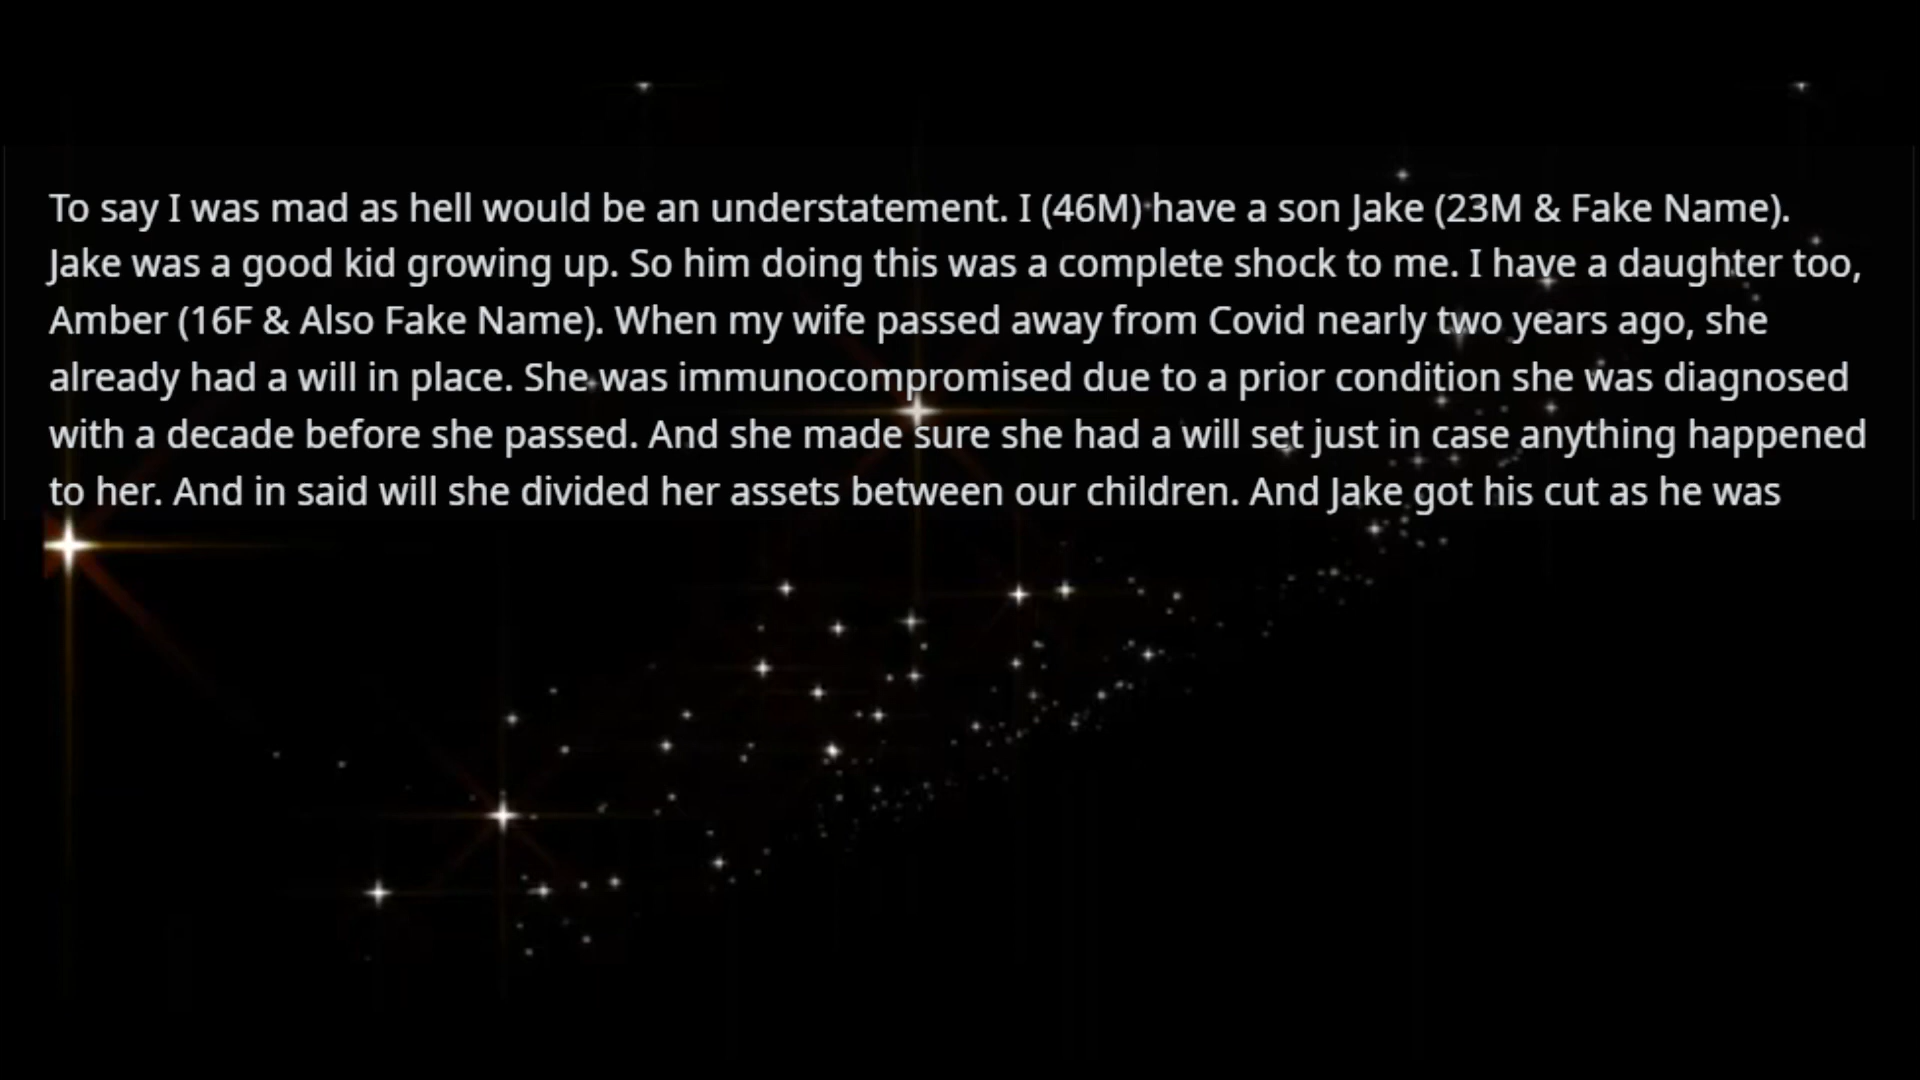 To say I was mad as hell would be an understatement. I (46M) have a son Jake (23M & Fake Name).
Jake was a good kid growing up. So him doing this was a complete shock to me. I have a daughter too,
Amber (16F & Also Fake Name). When my wife passed away from Covid nearly two years ago, she
already had a will in place. She was immunocompromised due to a prior condition she was diagnosed
with a decade before she passed. And she made sure she had a will set just in case anything happened
to her. And in said will she divided her assets between our children. And Jake got his cut as he was